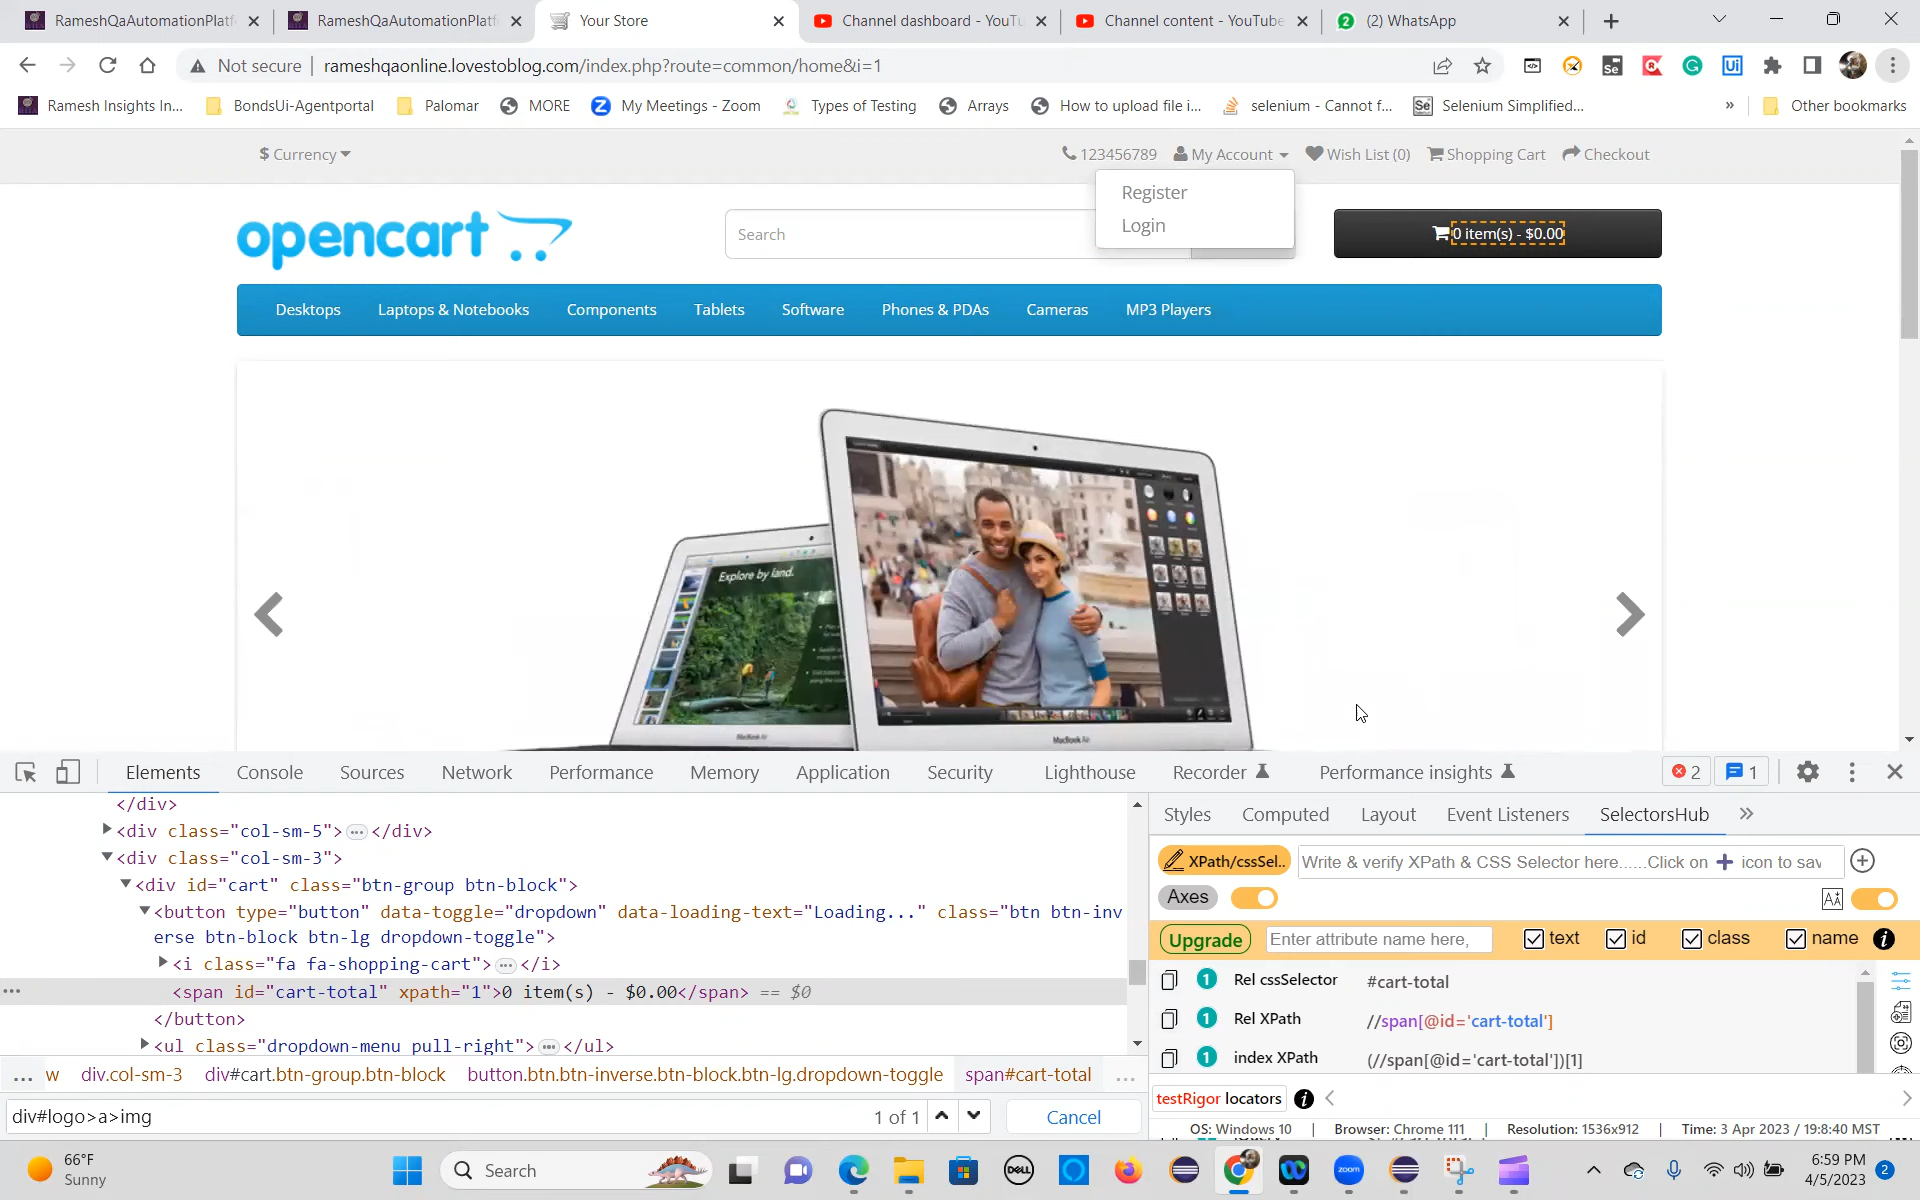 RameshQaAutomationPlatf
RameshQaAutomationPlatf
Your Store
Channel dashboard - YouTu
Channel content - YouTube
(2) WhatsApp
Not secure
rameshqaonline.lovestoblog.com/index.php?route=common/home&i=1
Ramesh Insights In...
BondsUi-Agentportal
Palomar
MORE
My Meetings - Zoom
Types of Testing
Arrays
How to upload file i...
selenium - Cannot f...
Selenium Simplified...
»
Other bookmarks
$ Currency
123456789
My Account
Wish List (0)
Shopping Cart
Checkout
Register
Login
opencart
Search
0 item(s) - $0.00
Desktops
Laptops & Notebooks
Components
Tablets
Software
Phones & PDAs
Cameras
MP3 Players
Explore by land.
MacBook Air
MacBook Air
Elements
Console
Sources
Network
Performance
Memory
Application
Security
Lighthouse
Recorder
Performance insights
2
1
</div>
<div class="col-sm-5"> ... </div>
<div class="col-sm-3">
<div id="cart" class="btn-group btn-block">
<button type="button" data-toggle="dropdown" data-loading-text="Loading..." class="btn btn-inv
erse btn-block btn-lg dropdown-toggle">
<i class="fa fa-shopping-cart"> ... </i>
... <span id="cart-total" xpath="1">0 item(s) - $0.00</span> == $0
</button>
<ul class="dropdown-menu pull-right"> ... </ul>
... w div.col-sm-3 div#cart.btn-group.btn-block button.btn.btn-inverse.btn-block.btn-lg.dropdown-toggle span#cart-total ...
div#logo>a>img
1 of 1
Cancel
Styles
Computed
Layout
Event Listeners
SelectorsHub
»
XPath/cssSel..
Write & verify XPath & CSS Selector here......Click on + icon to sav
Axes
Upgrade
Enter attribute name here,
text
id
class
name
1 Rel cssSelector #cart-total
1 Rel XPath //span[@id='cart-total']
1 index XPath (//span[@id='cart-total'])[1]
testRigor locators
OS: Windows 10 | Browser: Chrome 111 | Resolution: 1536x912 | Time: 3 Apr 2023 / 19:8:40 MST
66°F
Sunny
Search
DELL
zoom
6:59 PM
4/5/2023
2